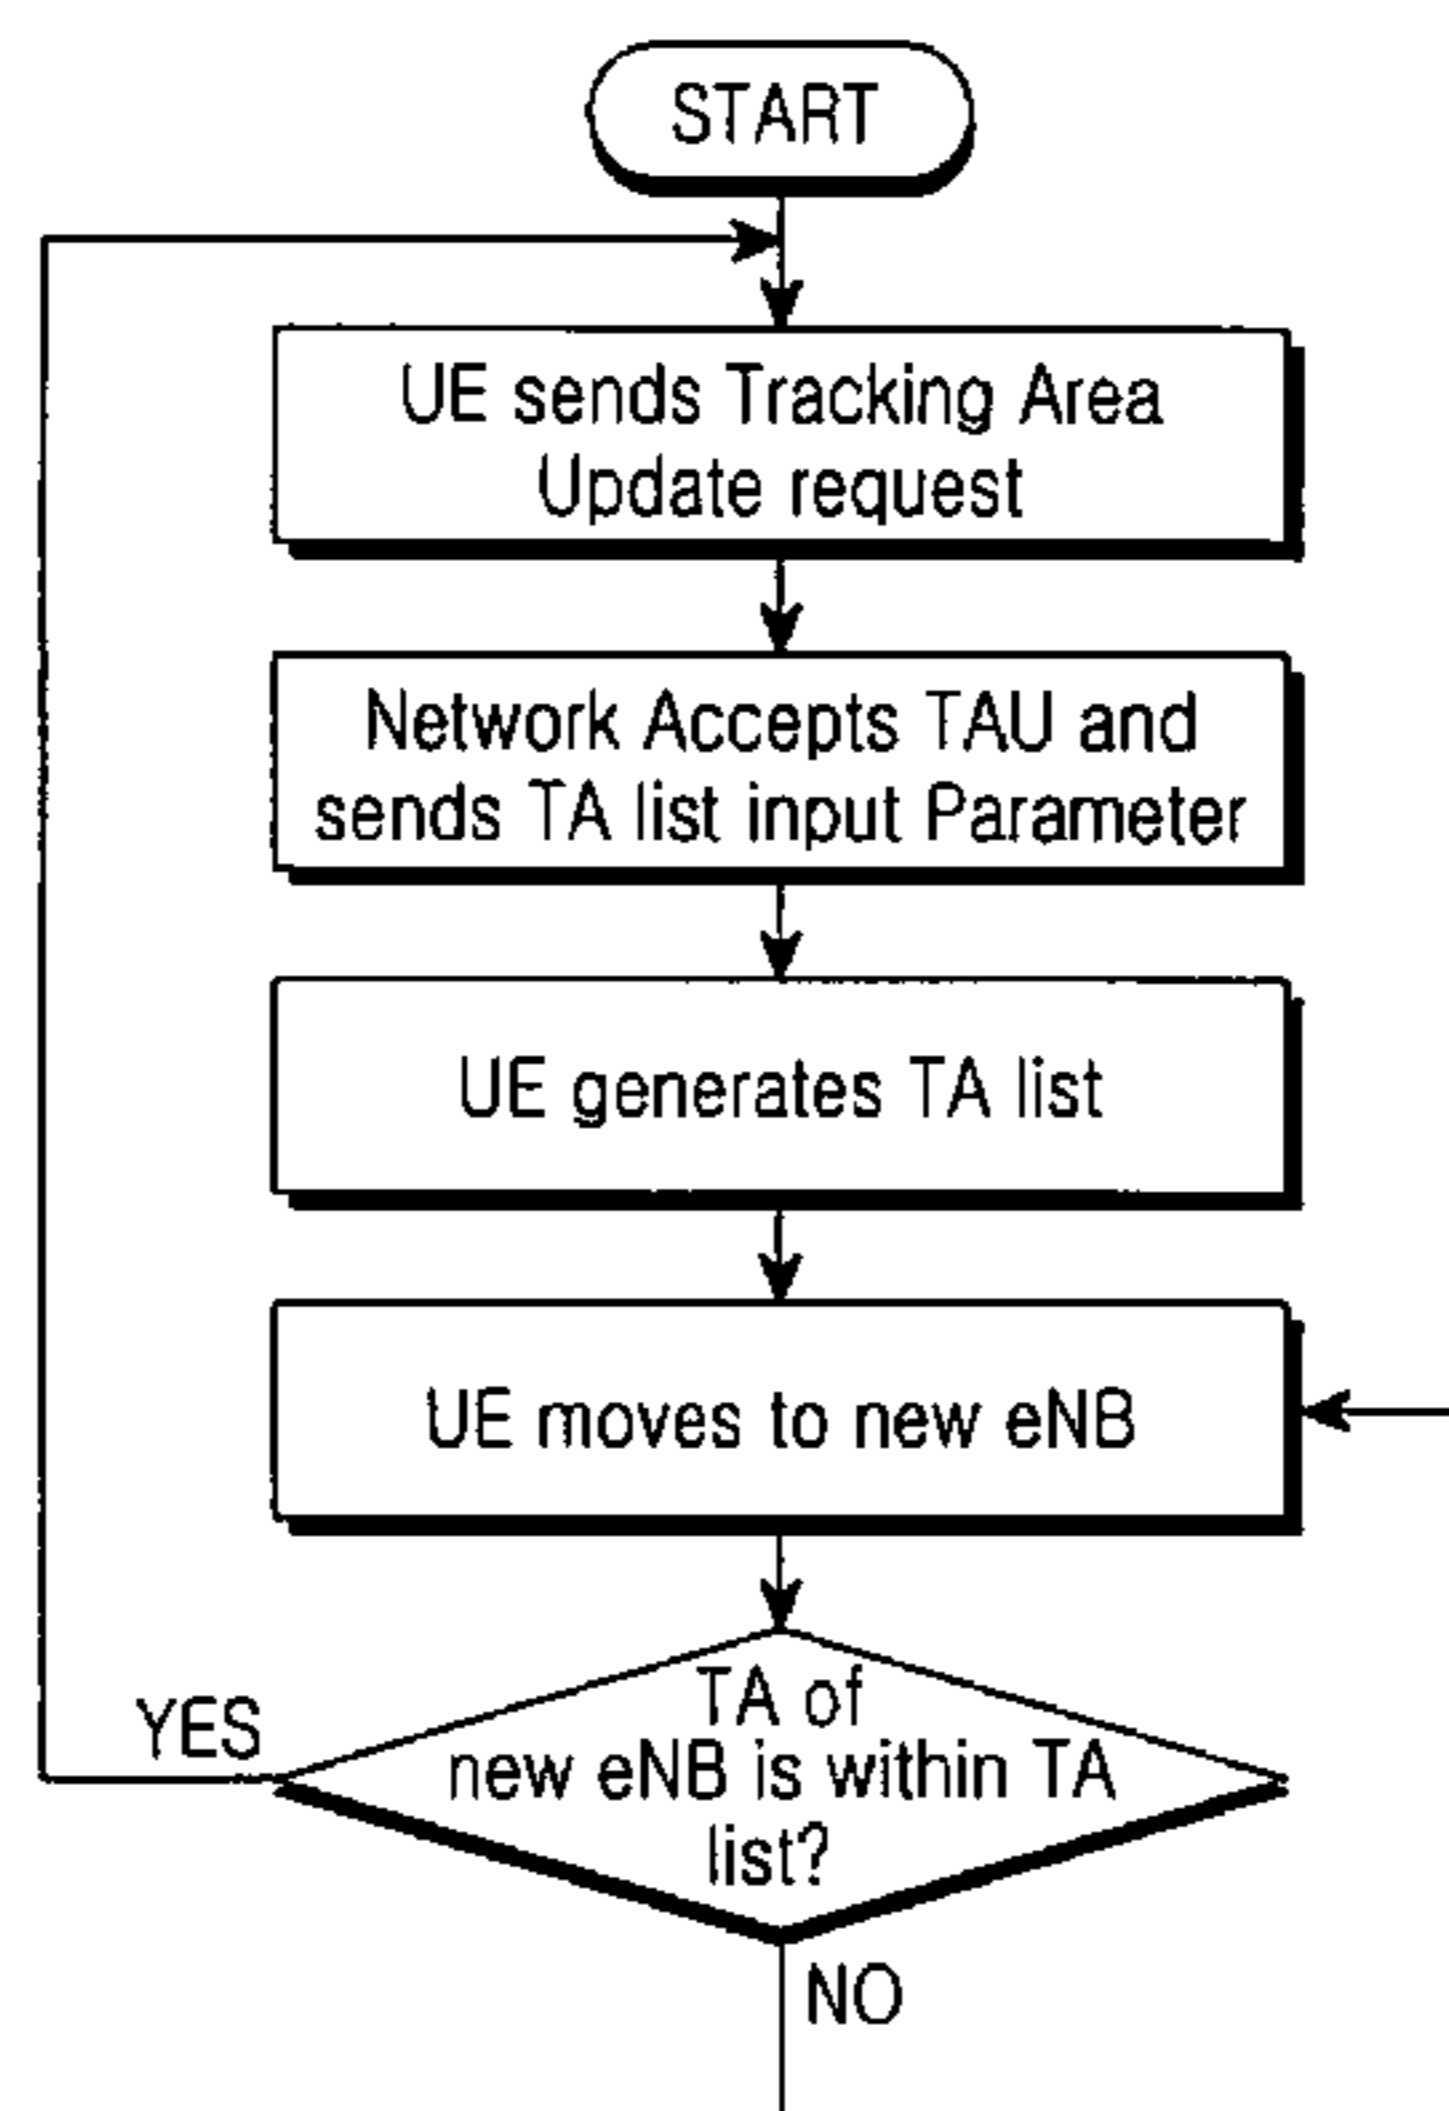 START
UE sends Tracking Area
Update request
Network Accepts TAU and
sends TA list input Parameter
UE generates TA list
UE moves to new eNB
TA of
new eNB is within TA
list?
YES
NO